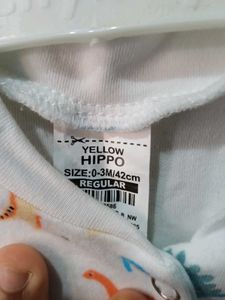 YELLOW
HIPPO
SIZE:0-3M/42cm
REGULAR